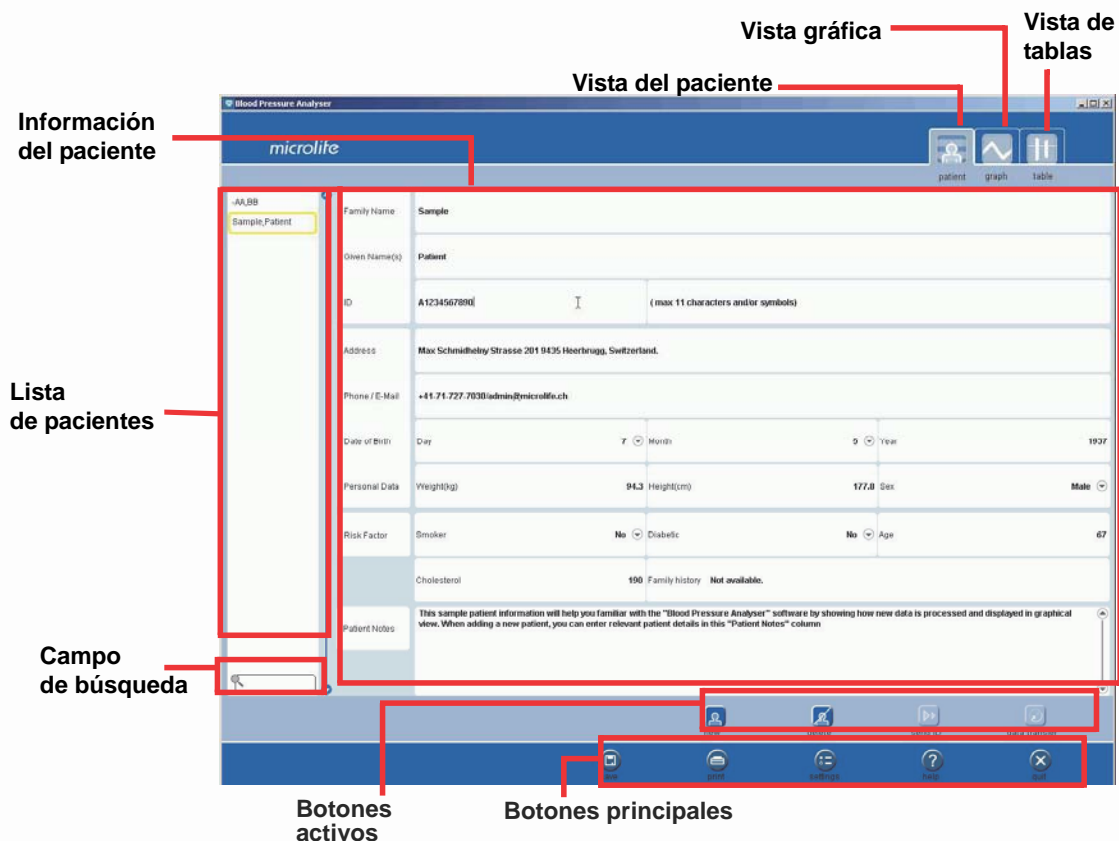 Vista gráfica
Vista de
tablas
Vista del paciente
Información
del paciente
Lista
de pacientes
Campo
de búsqueda
Blood Pressure Analyser
microlife
patient graph table
-AA,BB
Sample,Patient
Family Name Sample
Given Name(s) Patient
ID A1234567890 ( max 11 characters and/or symbols)
Address Max Schmidheiny Strasse 201 9435 Heerbrugg, Switzerland.
Phone / E-Mail +41-71-727-7030/admin@microlife.ch
Date of Birth Day 7 Month 9 Year 1937
Personal Data Weight(kg) 94.3 Height(cm) 177.8 Sex Male
Risk Factor Smoker No Diabetic No Age 67
Cholesterol 190 Family history Not available.
Patient Notes
This sample patient information will help you familiar with the "Blood Pressure Analyser" software by showing how new data is processed and displayed in graphical
view. When adding a new patient, you can enter relevant patient details in this "Patient Notes" column
print settings help quit
Botones
activos
Botones principales